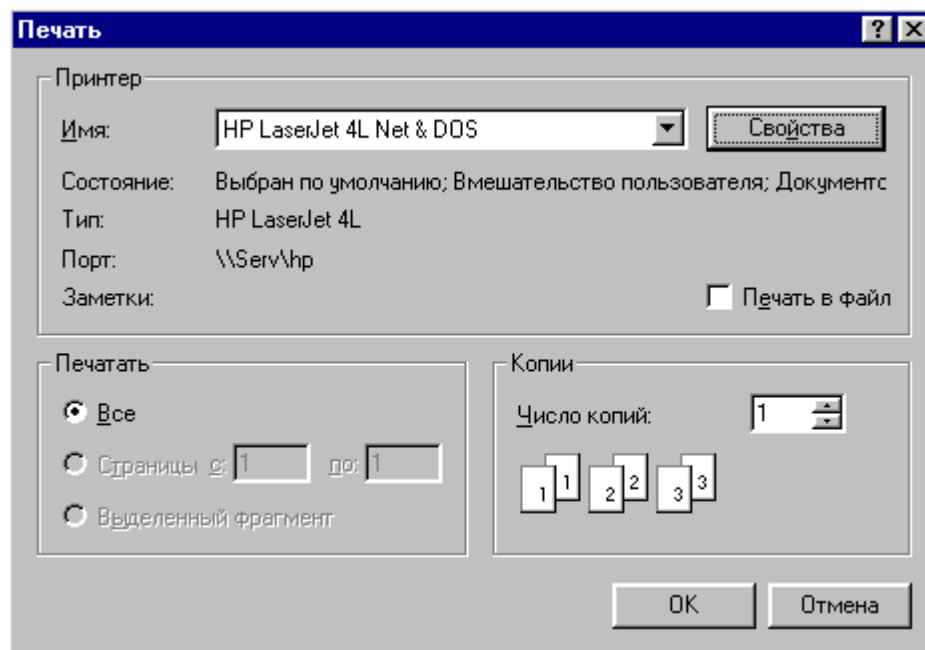 Печать
Принтер
Имя: HP LaserJet 4L Net & DOS Свойства
Состояние: Выбран по умолчанию; Вмешательство пользователя; Документс
Тип: HP LaserJet 4L
Порт: \\Serv\hp
Заметки: Печать в файл
Печатать
Все
Страницы с: 1 по: 1
Выделенный фрагмент
Копии
Число копий: 1
1 1 2 2 3 3
OK Отмена